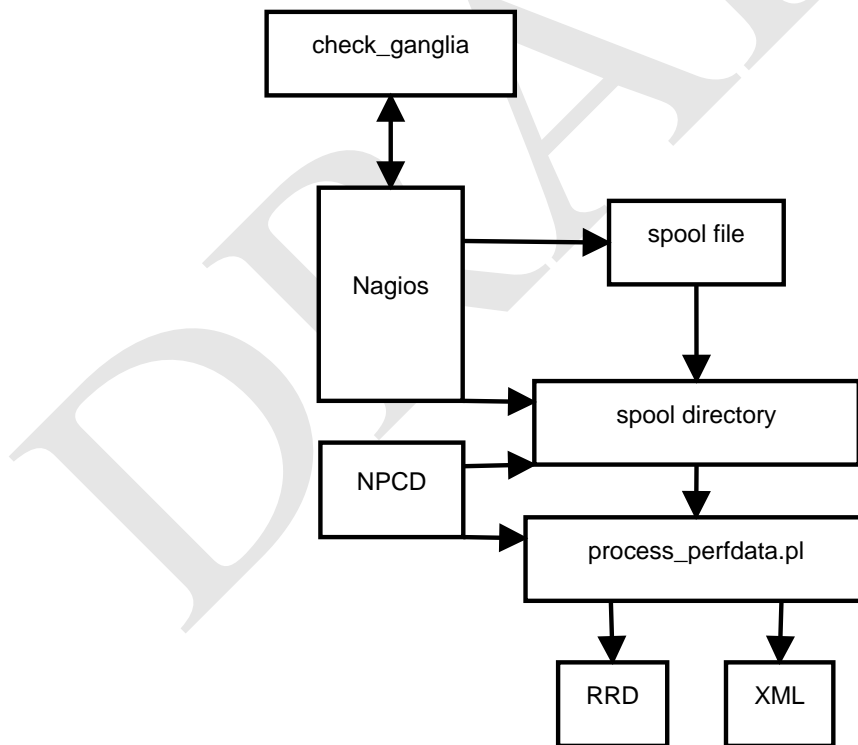 check_ganglia
Nagios
spool file
spool directory
NPCD
process_perfdata.pl
RRD
XML